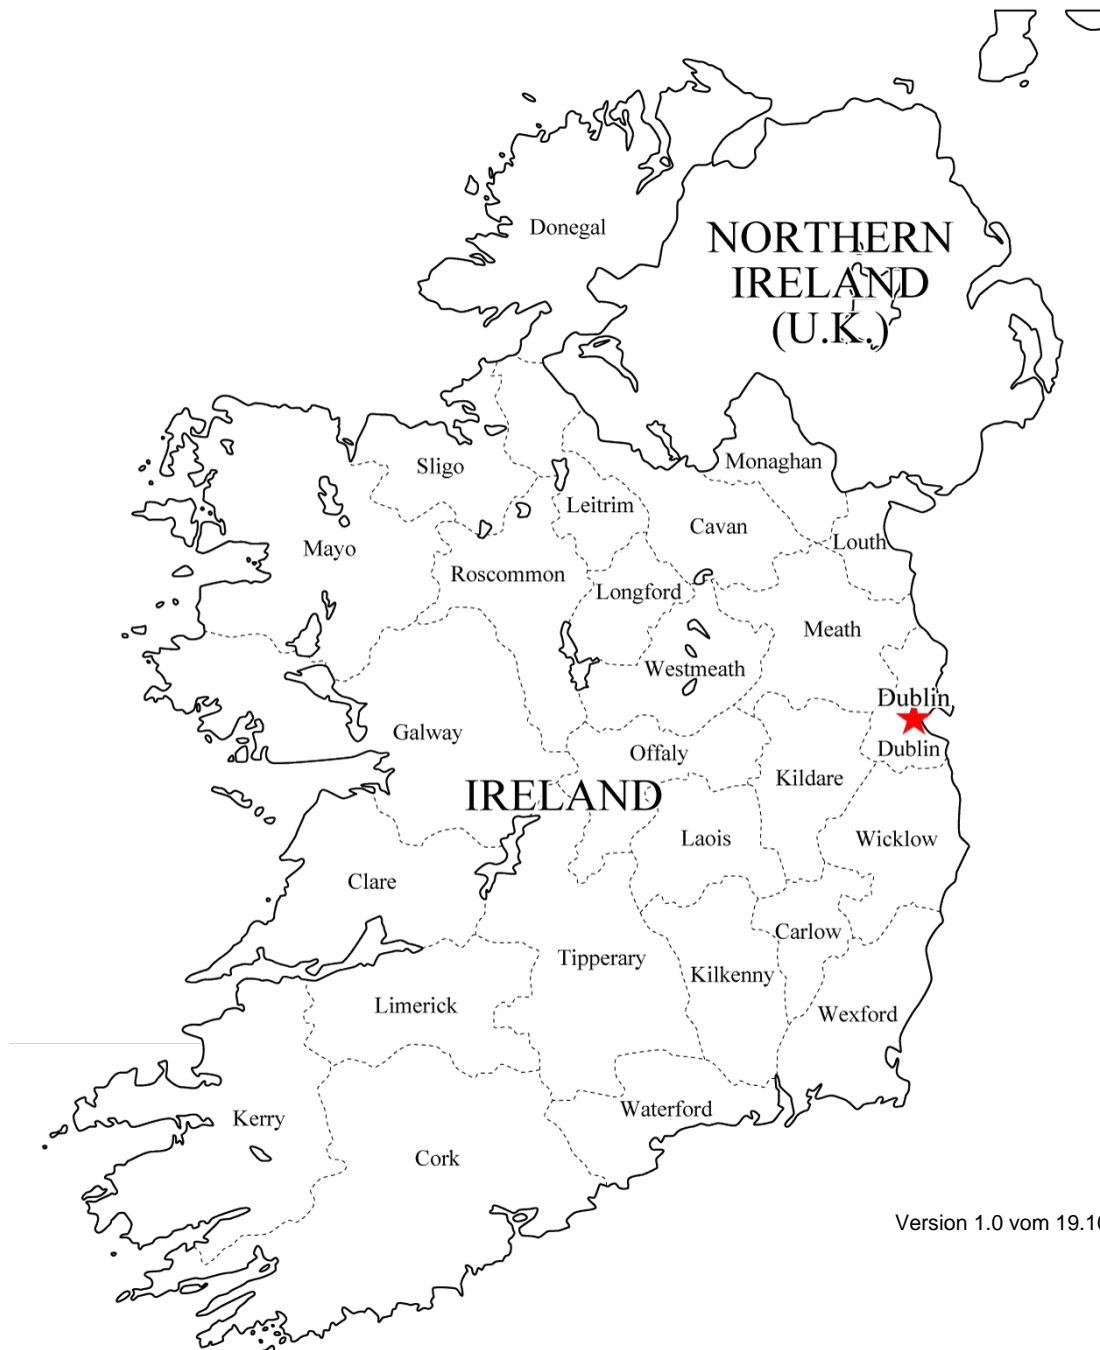 Donegal
NORTHERN
IRELAND
(U.K.)
Monaghan
Sligo
Leitrim
Cavan
Louth
Mayo
Roscommon
Longford
Meath
Westmeath
Dublin
Galway
Offaly
Dublin
Kildare
IRELAND
Laois
Wicklow
Clare
Carlow
Tipperary
Kilkenny
Limerick
Wexford
Waterford
Kerry
Cork
Version 1.0 vom 19.10